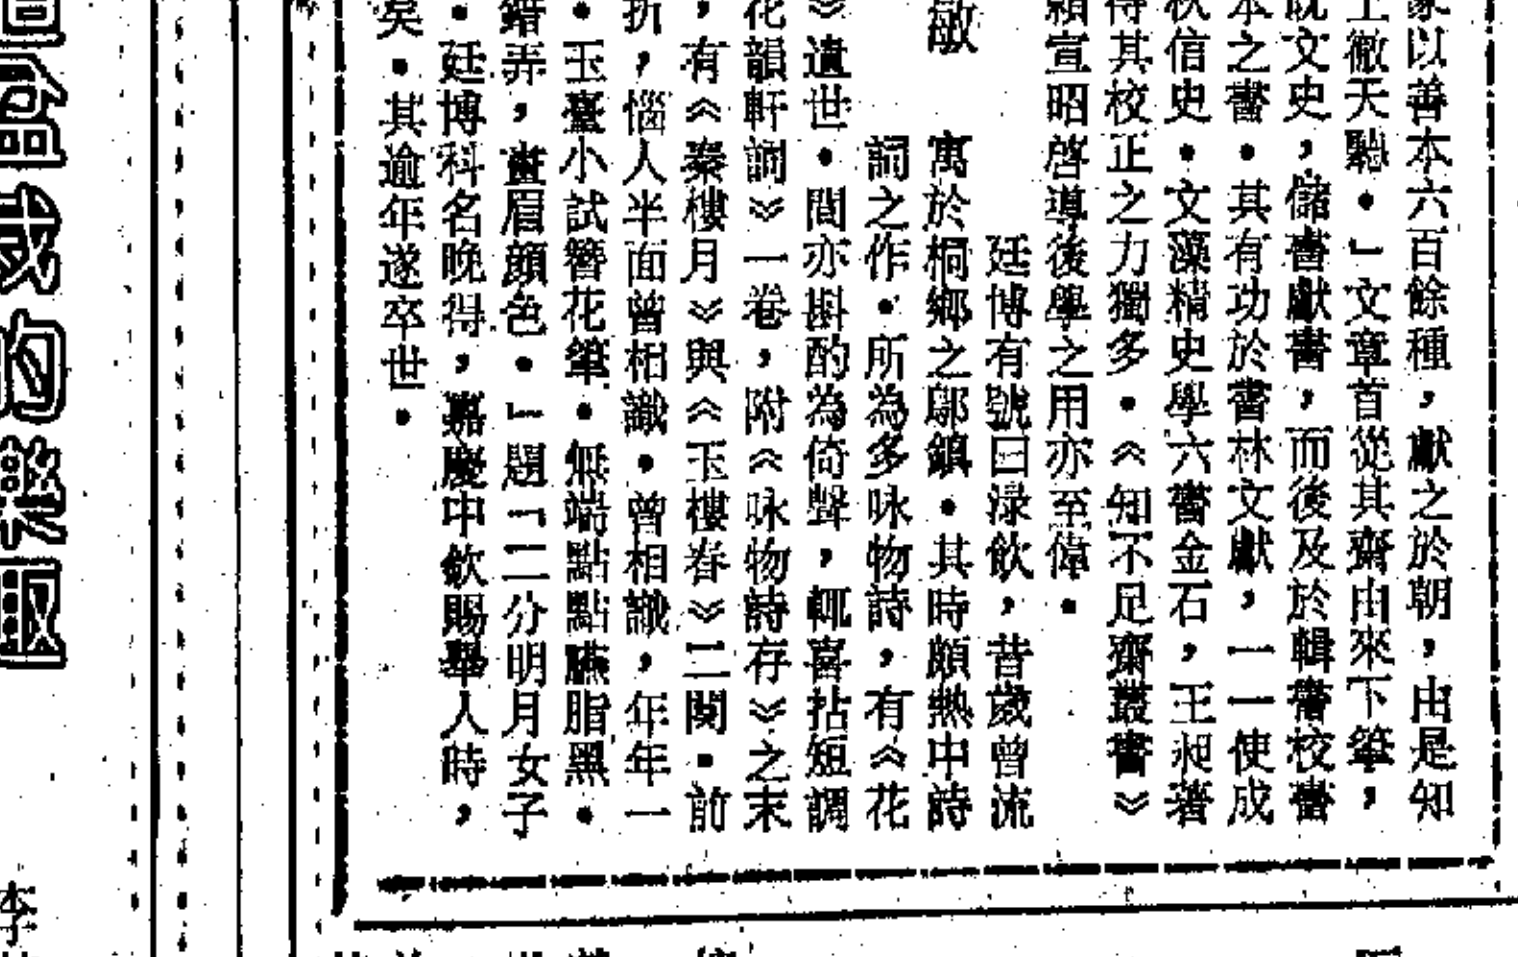 家以善本六百餘種，獻之於朝，由是知
上徹天聽．」文章首從其齋由來下筆，
既文史，儲書獻書，而後及於輯書校書
本之書．其有功於書林文獻，一一使成
秋信史．文藻精史學六書金石，王昶著
得其校正之力獨多．《知不足齋叢書》
穎宣昭啓導後學之用亦至偉．
廷博有號曰淥飲，昔歲曾流
寓於桐鄉之鄔鎮．其時頗熱中詩
詞之作．所為多咏物詩，有《花
》遺世．間亦斟酌為倚聲，輒喜拈短調
花韻軒詞》一卷，附《咏物詩存》之末
，有《秦樓月》與《玉樓春》二闋．前
折，惱人半面曾相識．曾相識，年年一
．玉臺小試簪花筆．無端點點臙脂黑．
錯弄，畫眉顏色．」題「二分明月女子
．廷博科名晚得，嘉慶中欽賜舉人時，
矣．其逾年遂卒世．
敏
歲的
李